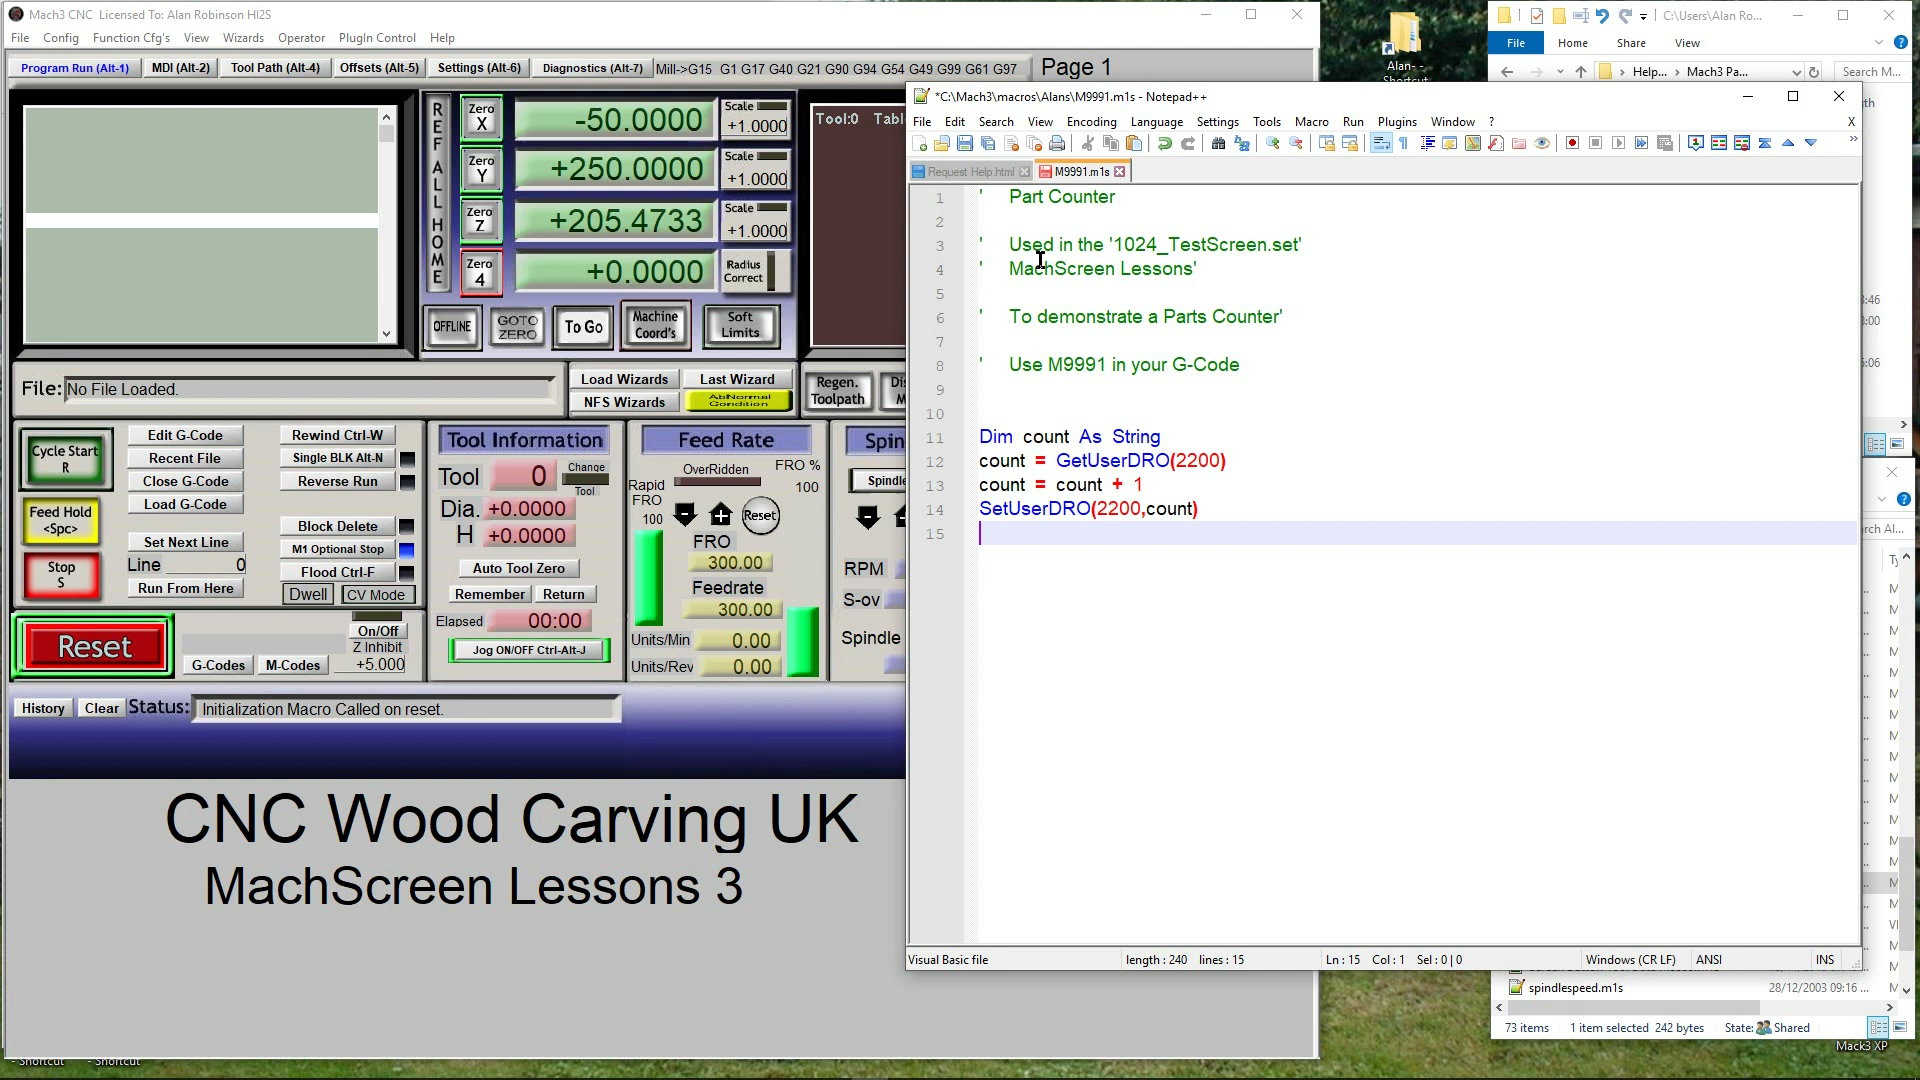 Mach3 CNC  Licensed To: Alan Robinson HI2S
File Config Function Cfg's View Wizards Operator PlugIn Control Help
Program Run (Alt-1) MDI (Alt-2) Tool Path (Alt-4) Offsets (Alt-5) Settings (Alt-6) Diagnostics (Alt-7) Mill->G15  G1 G17 G40 G21 G90 G94 G54 G49 G99 G61 G97 Page 1
REF ALL HOME
Zero X -50.0000 Scale +1.0000
Zero Y +250.0000 Scale +1.0000
Zero Z +205.4733 Scale +1.0000
Zero 4 +0.0000 Radius Correct
Tool:0
OFFLINE GOTO ZERO To Go Machine Coord's Soft Limits
File: No File Loaded.
Load Wizards Last Wizard
NFS Wizards AbNormal Condition
Regen. Toolpath
Cycle Start R
Feed Hold <Spc>
Stop S
Edit G-Code
Recent File
Close G-Code
Load G-Code
Set Next Line
Line 0
Run From Here
Rewind Ctrl-W
Single BLK Alt-N
Reverse Run
Block Delete
M1 Optional Stop
Flood Ctrl-F
Dwell CV Mode
Reset
G-Codes M-Codes
On/Off
Z Inhibit
+5.000
Tool Information
Tool 0 Change Tool
Dia. +0.0000
H +0.0000
Auto Tool Zero
Remember Return
Elapsed 00:00
Jog ON/OFF Ctrl-Alt-J
Feed Rate
OverRidden FRO %
100
Rapid FRO
100
Reset
FRO
300.00
Feedrate
300.00
Units/Min 0.00
Units/Rev 0.00
RPM
S-ov
Spindle
History Clear Status: Initialization Macro Called on reset.
CNC Wood Carving UK
MachScreen Lessons 3
*C:\Mach3\macros\Alans\M9991.m1s - Notepad++
File Edit Search View Encoding Language Settings Tools Macro Run Plugins Window ? X
Request Help.html M9991.m1s
1 ' Part Counter
2
3 ' Used in the '1024_TestScreen.set'
4 ' MachScreen Lessons'
5
6 ' To demonstrate a Parts Counter'
7
8 ' Use M9991 in your G-Code
9
10
11 Dim count As String
12 count = GetUserDRO(2200)
13 count = count + 1
14 SetUserDRO(2200,count)
15
Visual Basic file length : 240 lines : 15 Ln : 15 Col : 1 Sel : 0 | 0 Windows (CR LF) ANSI INS
Alan- -
Shortcut
C:\Users\Alan Ro...
File Home Share View
Help... > Mach3 Pa... Search M...
spindlespeed.m1s 28/12/2003 09:16 ...
73 items 1 item selected 242 bytes State: Shared
Mack3 XP
- Shortcut - Shortcut